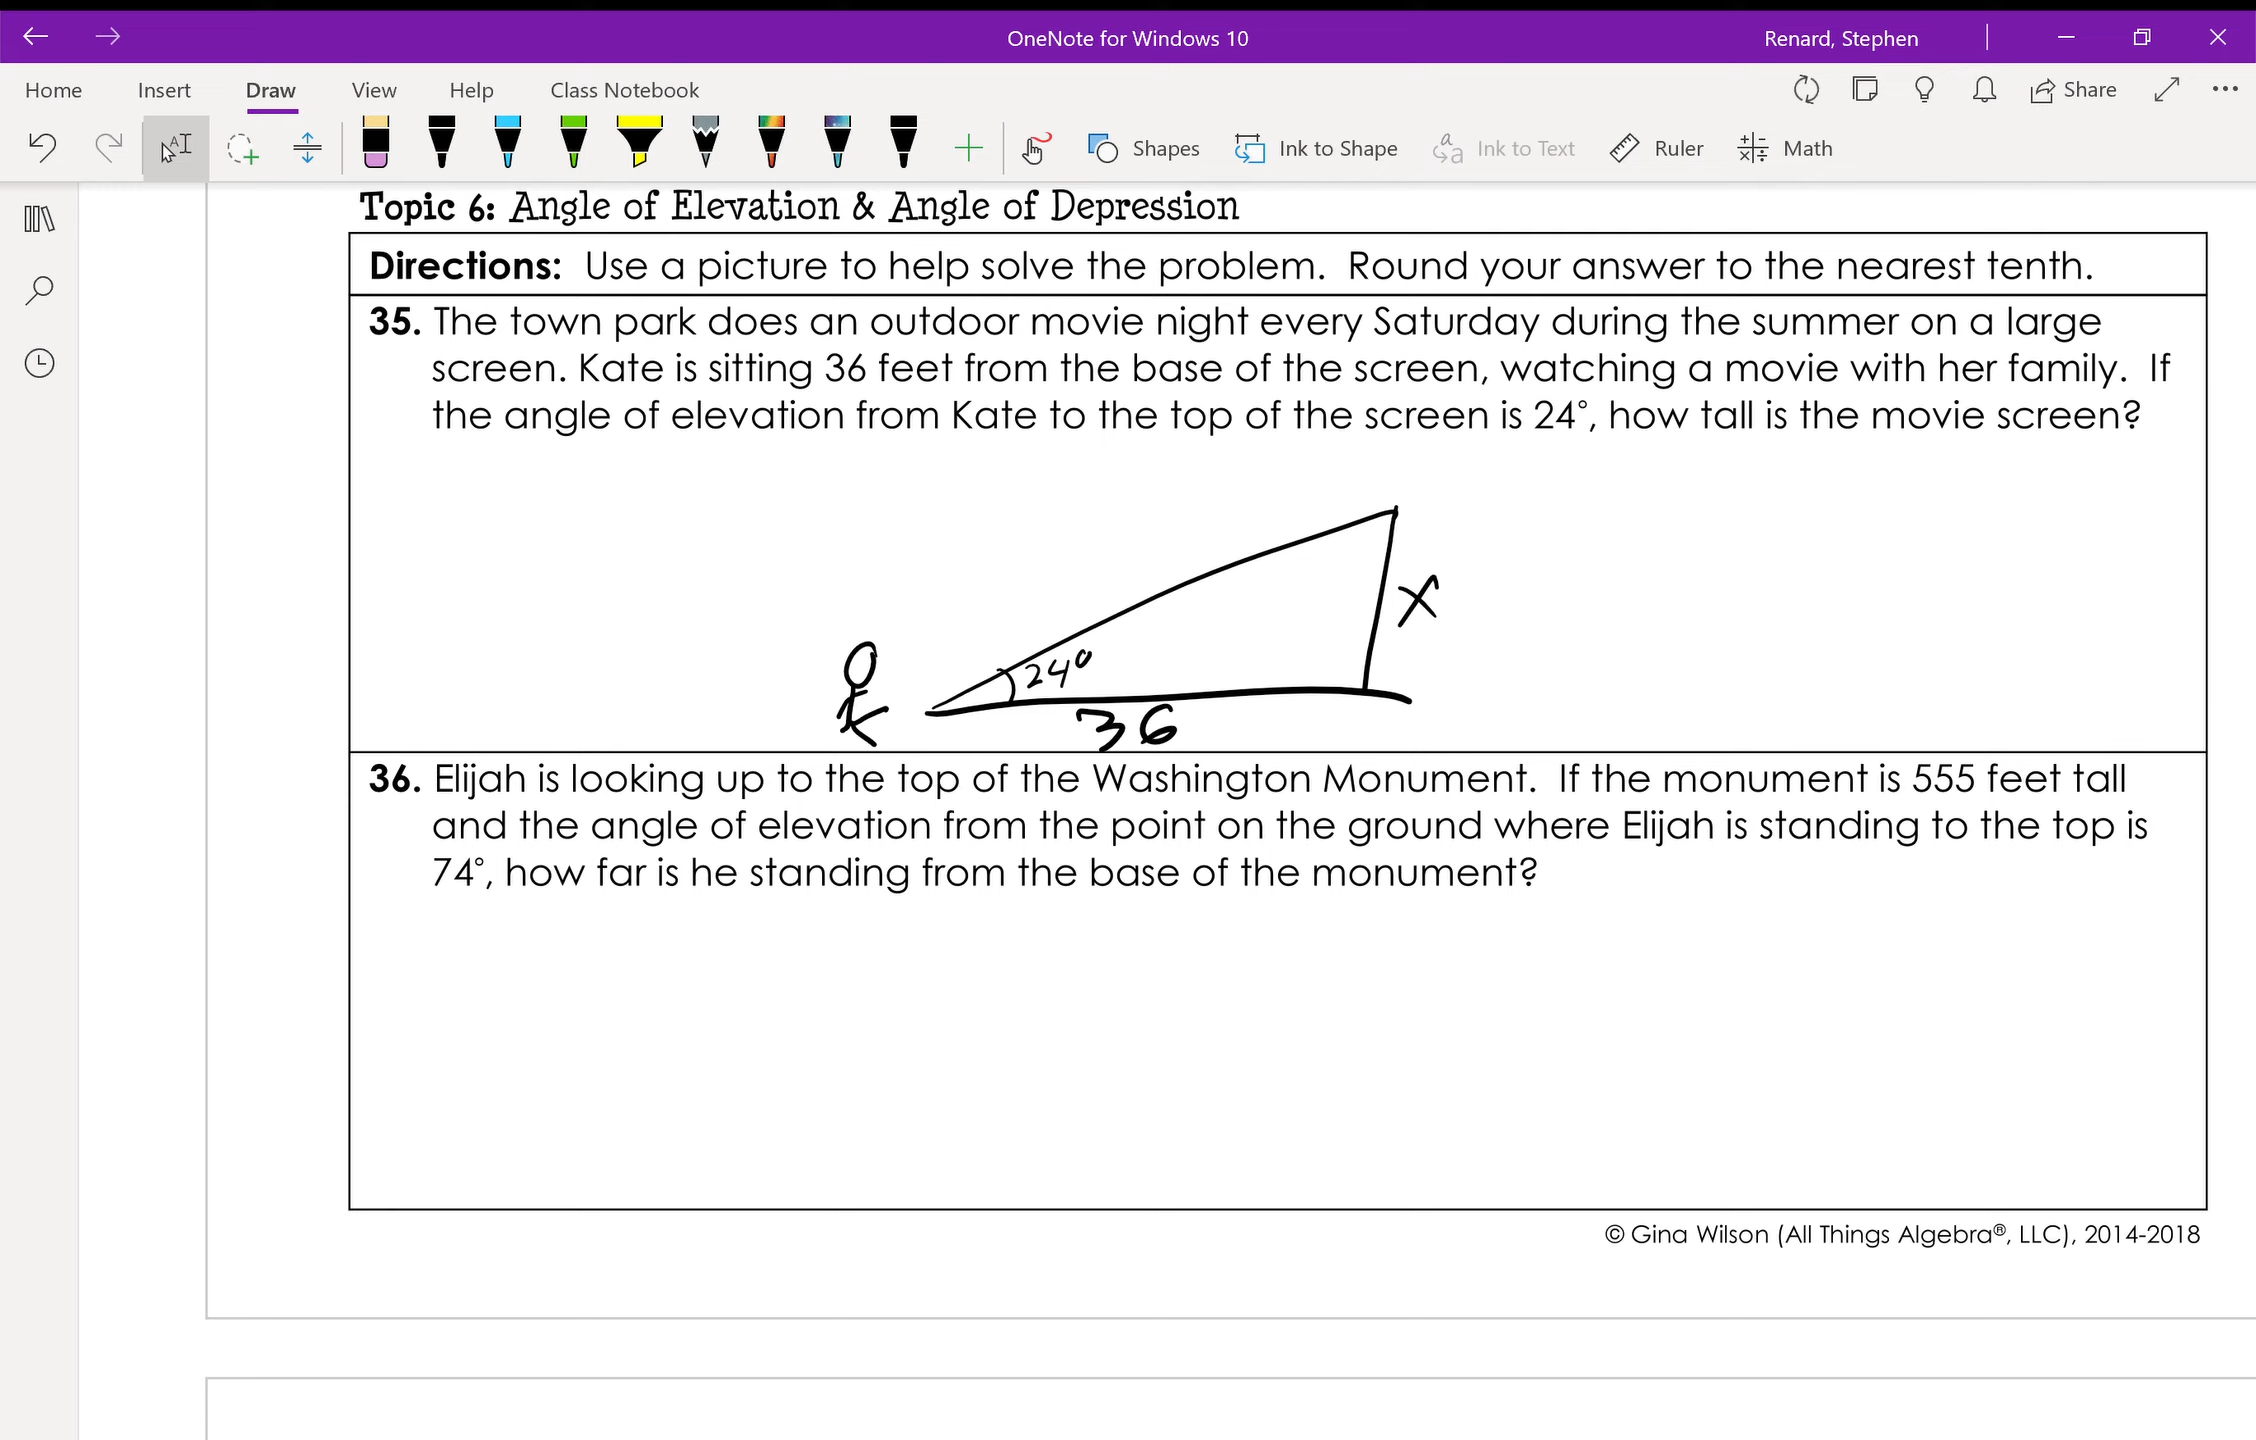 OneNote for Windows 10
Renard, Stephen
Home Insert Draw View Help Class Notebook
Share
Shapes Ink to Shape Ink to Text Ruler Math
Topic 6: Angle of Elevation & Angle of Depression
Directions: Use a picture to help solve the problem. Round your answer to the nearest tenth.
35. The town park does an outdoor movie night every Saturday during the summer on a large
screen. Kate is sitting 36 feet from the base of the screen, watching a movie with her family. If
the angle of elevation from Kate to the top of the screen is 24°, how tall is the movie screen?
x
24°
36
36. Elijah is looking up to the top of the Washington Monument. If the monument is 555 feet tall
and the angle of elevation from the point on the ground where Elijah is standing to the top is
74°, how far is he standing from the base of the monument?
© Gina Wilson (All Things Algebra®, LLC), 2014-2018